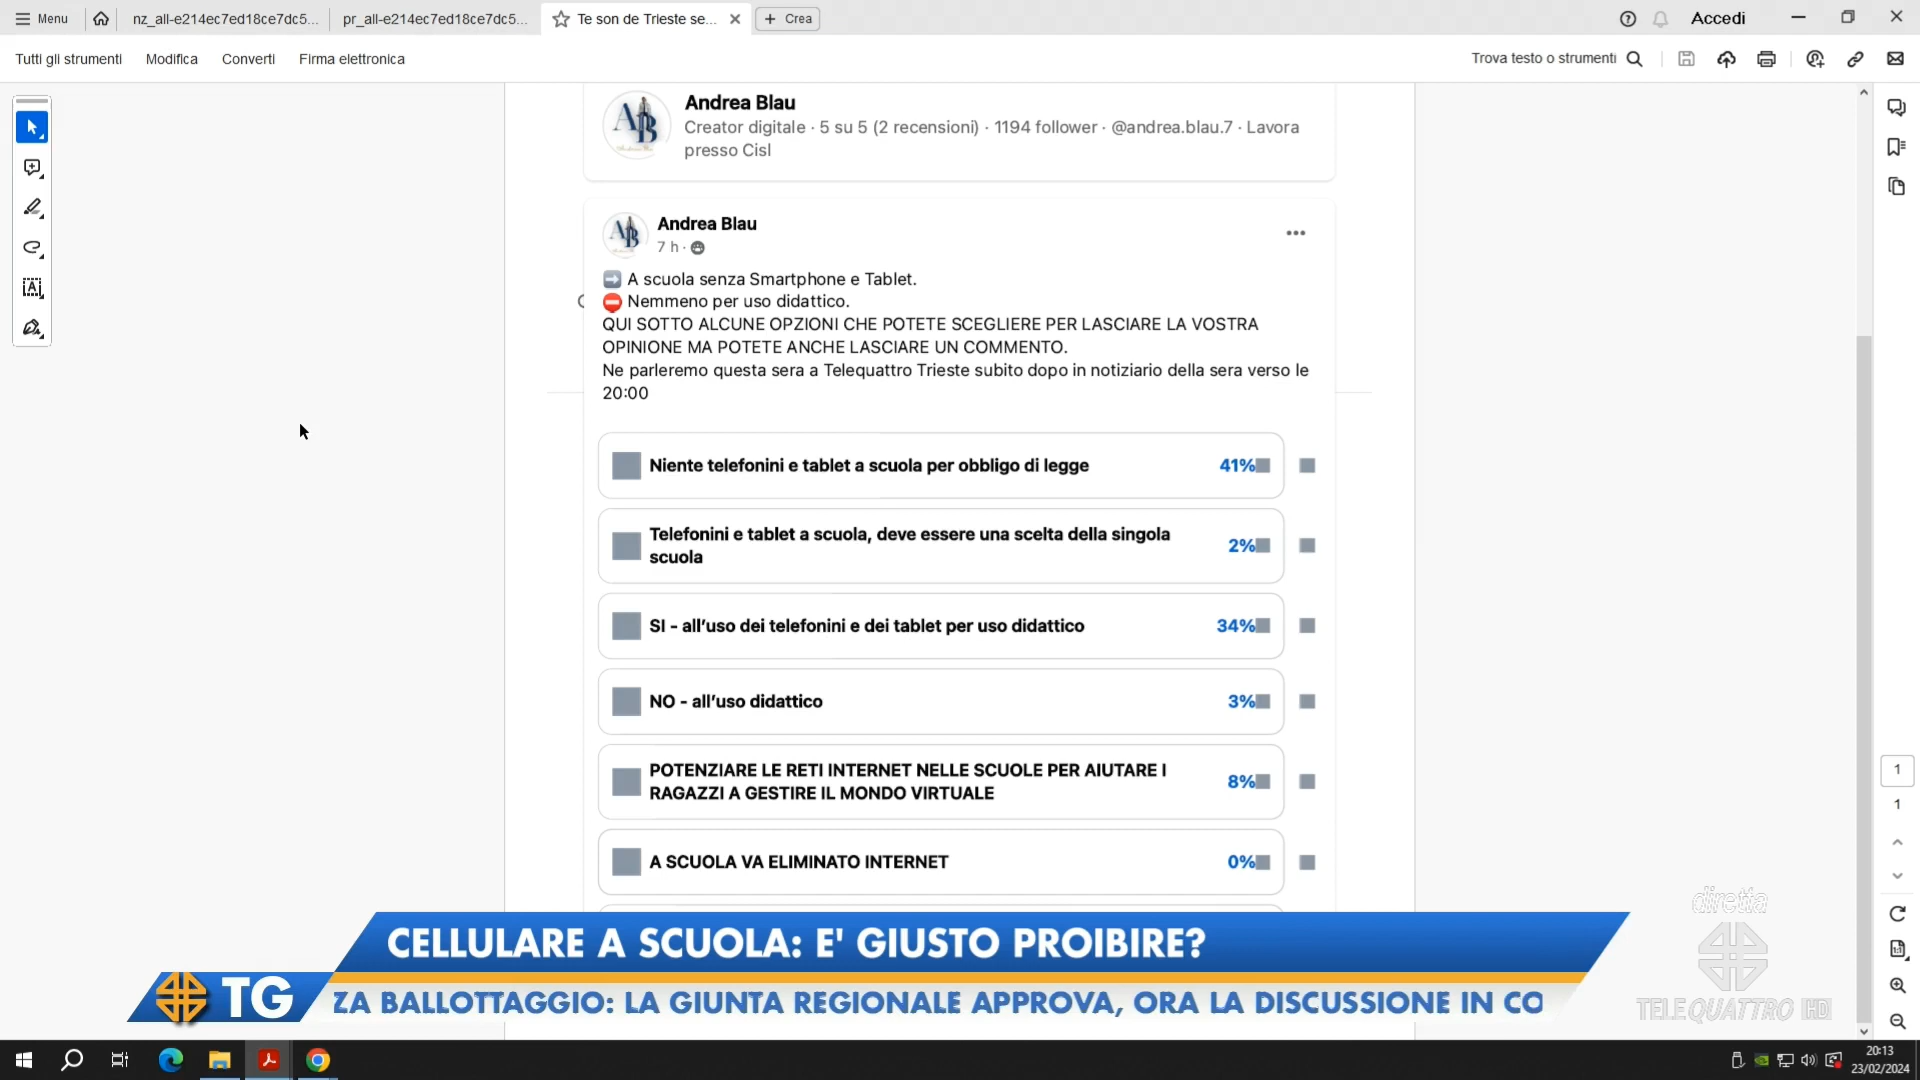 Menu
nz_all-e214ec7ed18ce7dc5...
pr_all-e214ec7ed18ce7dc5...
Te son de Trieste se...
Crea
Accedi
Tutti gli strumenti
Modifica
Converti
Firma elettronica
Trova testo o strumenti
Andrea Blau
Creator digitale · 5 su 5 (2 recensioni) · 1194 follower · @andrea.blau.7 · Lavora
presso Cisl
Andrea Blau
7 h ·
A scuola senza Smartphone e Tablet.
Nemmeno per uso didattico.
QUI SOTTO ALCUNE OPZIONI CHE POTETE SCEGLIERE PER LASCIARE LA VOSTRA
OPINIONE MA POTETE ANCHE LASCIARE UN COMMENTO.
Ne parleremo questa sera a Telequattro Trieste subito dopo in notiziario della sera verso le
20:00
Niente telefonini e tablet a scuola per obbligo di legge 41%
Telefonini e tablet a scuola, deve essere una scelta della singola
scuola 2%
SI - all'uso dei telefonini e dei tablet per uso didattico 34%
NO - all'uso didattico 3%
POTENZIARE LE RETI INTERNET NELLE SCUOLE PER AIUTARE I
RAGAZZI A GESTIRE IL MONDO VIRTUALE 8%
A SCUOLA VA ELIMINATO INTERNET 0%
1
1
diretta
CELLULARE A SCUOLA: E' GIUSTO PROIBIRE?
TG
ZA BALLOTTAGGIO: LA GIUNTA REGIONALE APPROVA, ORA LA DISCUSSIONE IN CO
TELEQUATTRO HD
20:13
23/02/2024